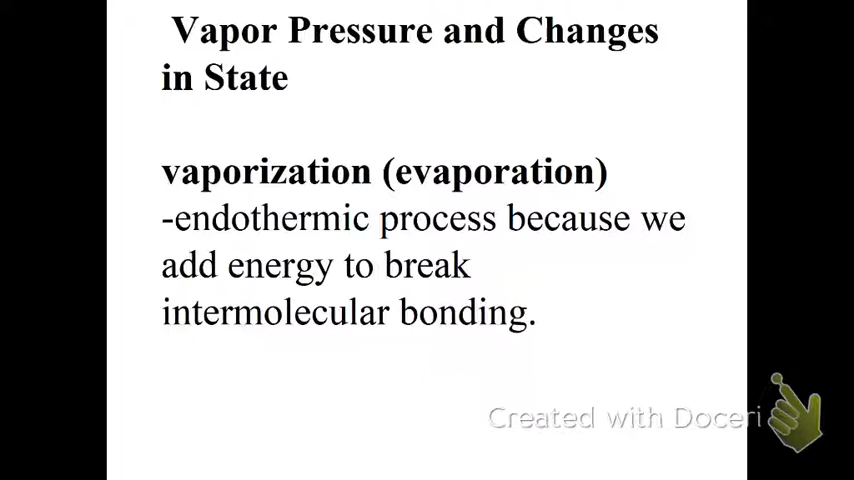 Vapor Pressure and Changes
in State
vaporization (evaporation)
-endothermic process because we
add energy to break
intermolecular bonding.
Created with Doceri